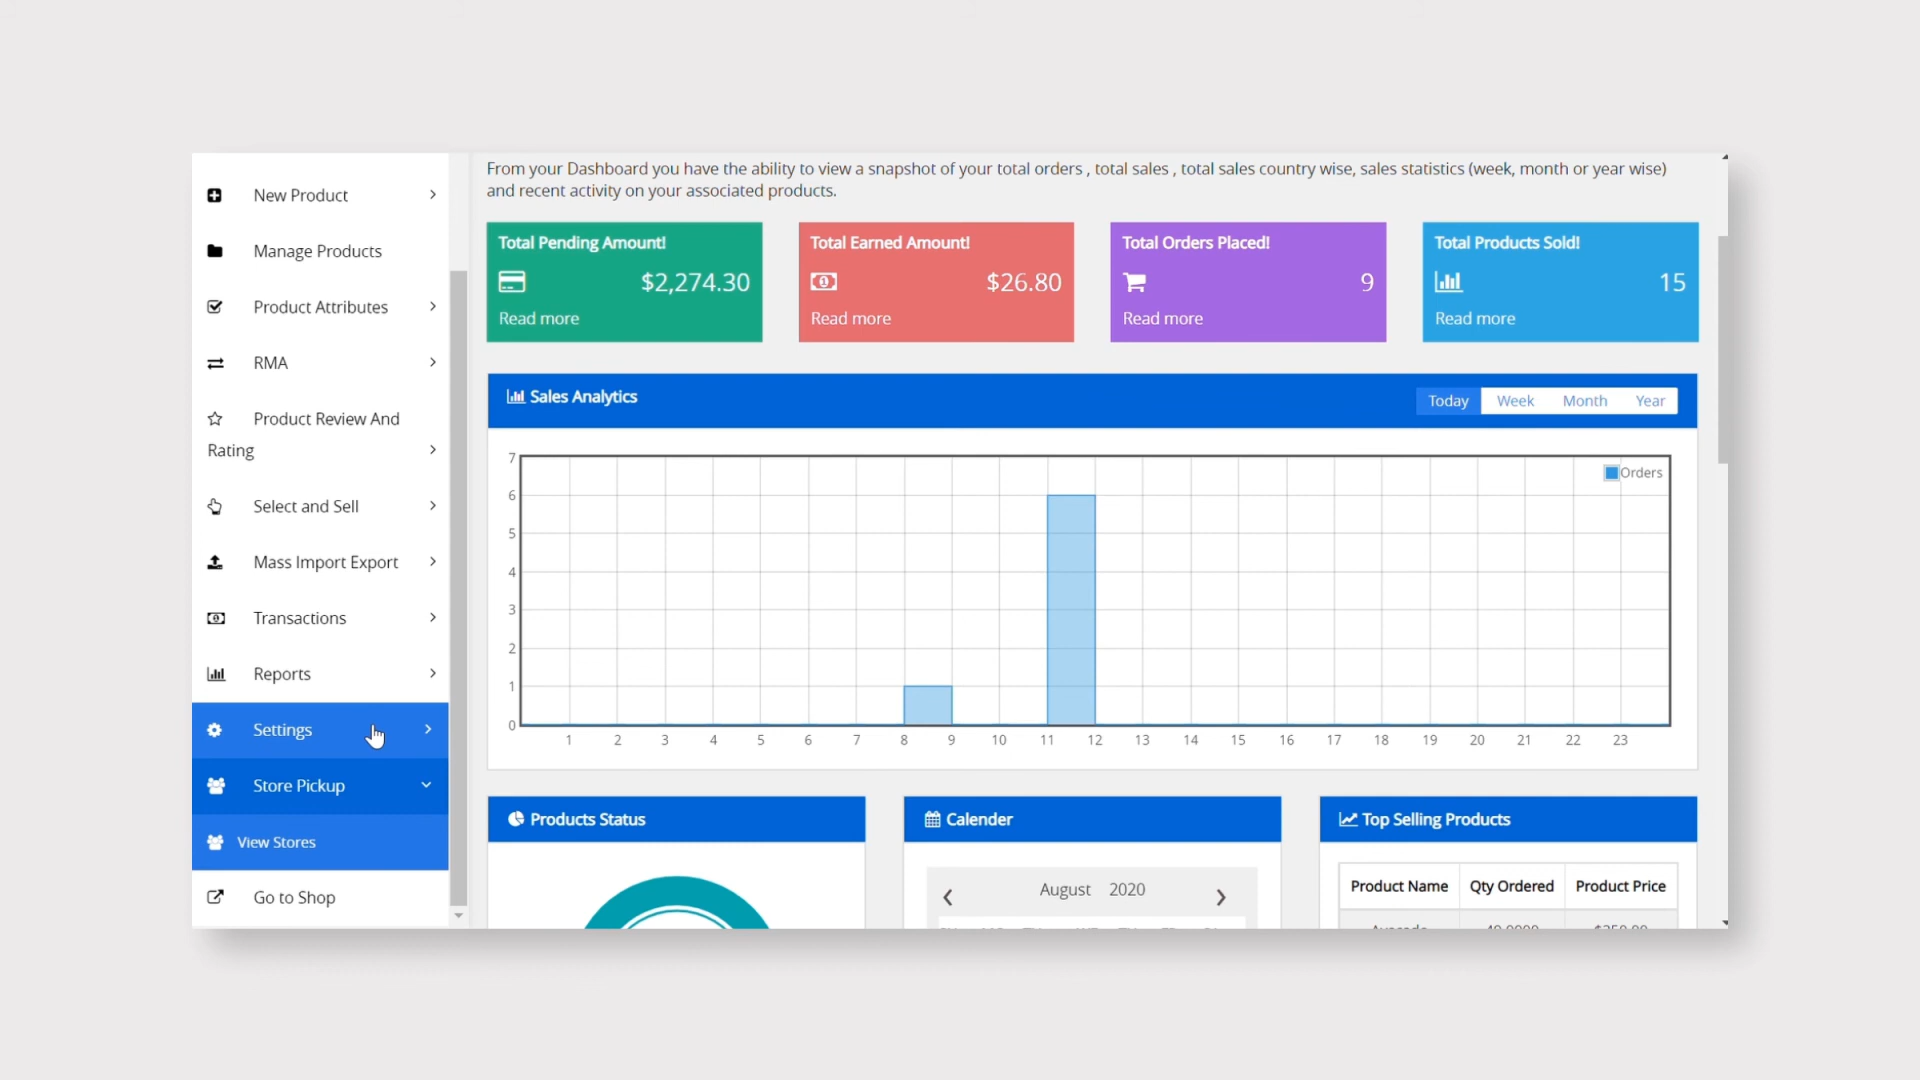 From your Dashboard you have the ability to view a snapshot of your total orders , total sales , total sales country wise, sales statistics (week, month or year wise)
and recent activity on your associated products.
New Product
Manage Products
Product Attributes
RMA
Product Review And
Rating
Select and Sell
Mass Import Export
Transactions
Reports
Settings
Store Pickup
View Stores
Go to Shop
Total Pending Amount!
$2,274.30
Read more
Total Earned Amount!
$26.80
Read more
Total Orders Placed!
9
Read more
Total Products Sold!
15
Read more
Sales Analytics
Today Week Month Year
Orders
7
6
5
4
3
2
1
0
1 2 3 4 5 6 7 8 9 10 11 12 13 14 15 16 17 18 19 20 21 22 23
Products Status
Calender
August 2020
Top Selling Products
Product Name Qty Ordered Product Price